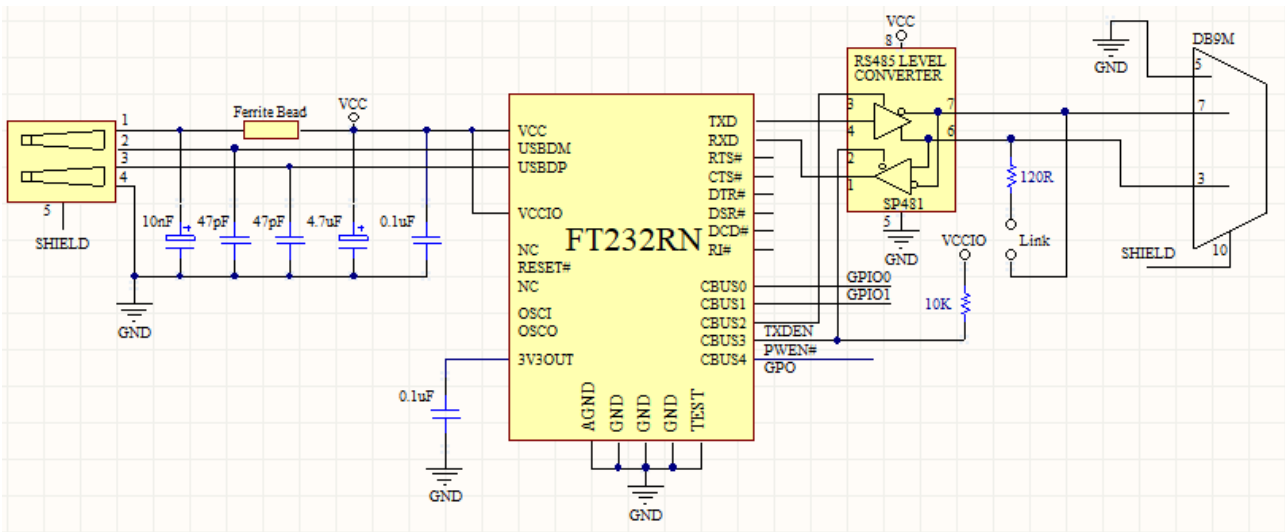 VCC
8
RS485 LEVEL
CONVERTER
GND
DB9M
5
7
3
10
SHIELD
1
2
3
4
5
SHIELD
Ferrite Bead
VCC
10nF
47pF
47pF
4.7uF
0.1uF
GND
VCC
USBDM
USBDP
VCCIO
NC
RESET#
NC
OSCI
OSCO
3V3OUT
FT232RN
TXD
RXD
RTS#
CTS#
DTR#
DSR#
DCD#
RI#
CBUS0
CBUS1
CBUS2
CBUS3
CBUS4
AGND
GND
GND
GND
TEST
GND
0.1uF
GND
3
4
2
1
7
6
SP481
5
GND
120R
Link
VCCIO
10K
GPIO0
GPIO1
TXDEN
PWEN#
GPO